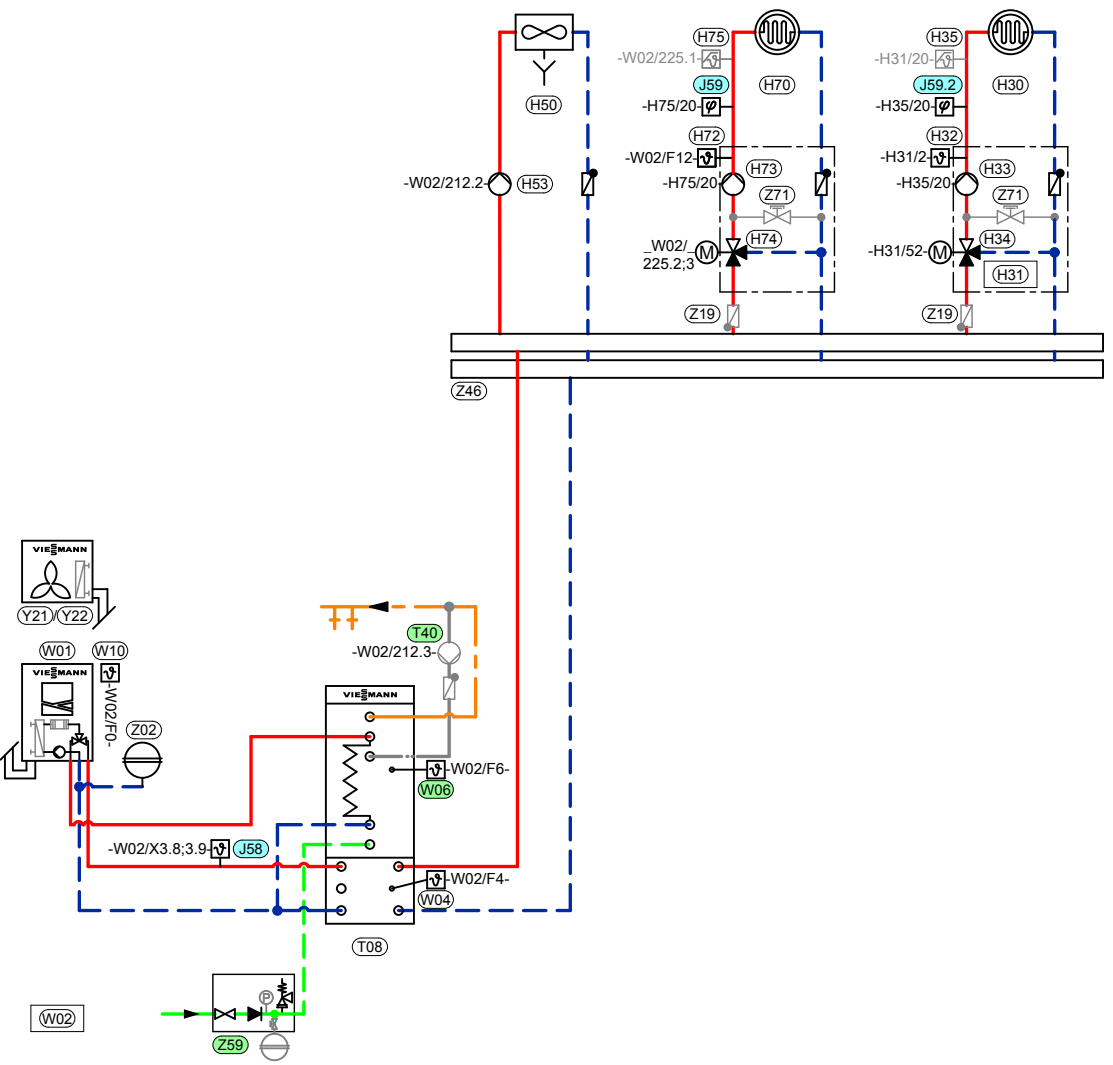 H75
H35
-W02/225.1-
-H31/20-
J59
H70
J59.2
H30
H50
-H75/20-
-H35/20-
φ
φ
H72
H32
-W02/F12-
ϑ
-H31/2-
ϑ
H73
H33
-W02/212.2-
H53
-H75/20-
-H35/20-
Z71
Z71
H74
H34
_W02/_
225.2;3
M
-H31/52-
M
H31
Z19
Z19
Z46
VIESMANN
Y21/Y22
T40
W01
W10
-W02/212.3-
VIESMANN
ϑ
-W02/F0-
VIESMANN
Z02
ϑ
-W02/F6-
W06
-W02/X3.8;3.9-
ϑ
J58
ϑ
-W02/F4-
W04
T08
P
W02
Z59